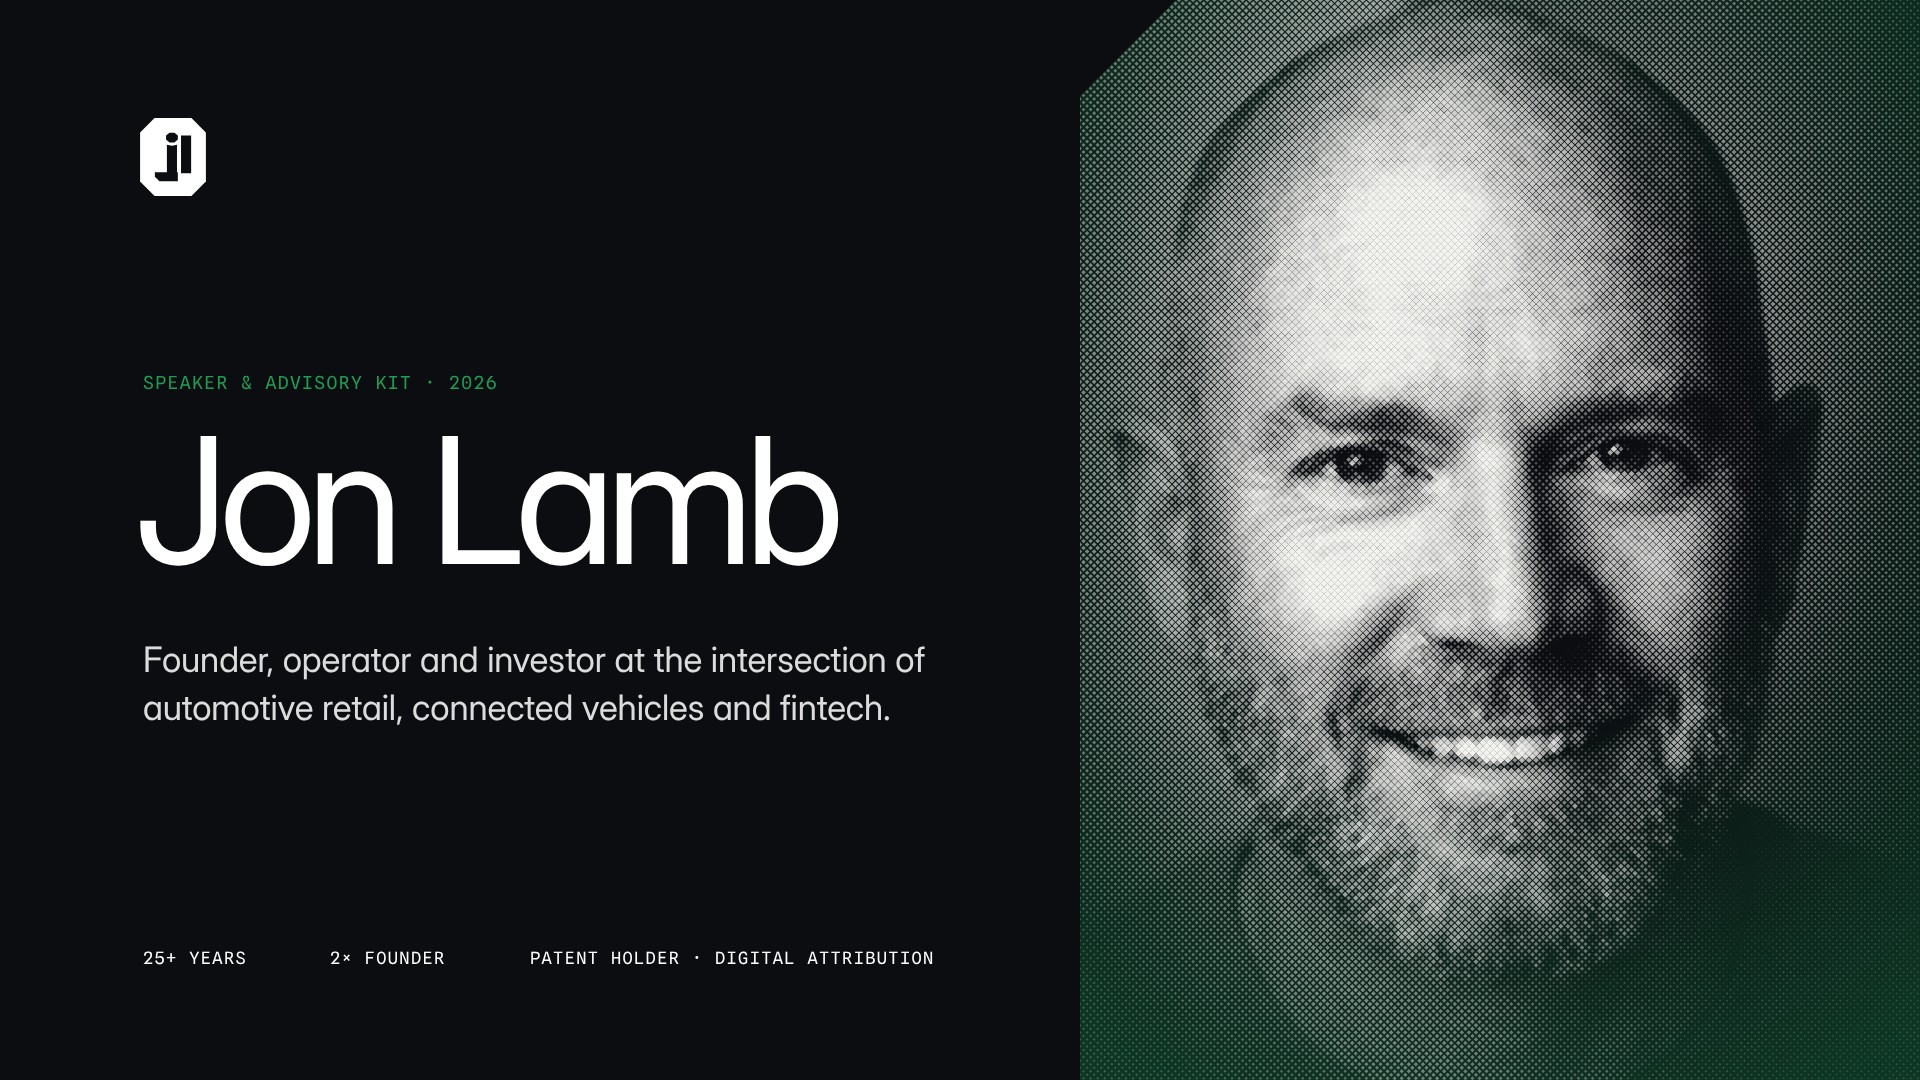 jl
SPEAKER & ADVISORY KIT · 2026
Jon Lamb
Founder, operator and investor at the intersection of
automotive retail, connected vehicles and fintech.
25+ YEARS
2× FOUNDER
PATENT HOLDER · DIGITAL ATTRIBUTION